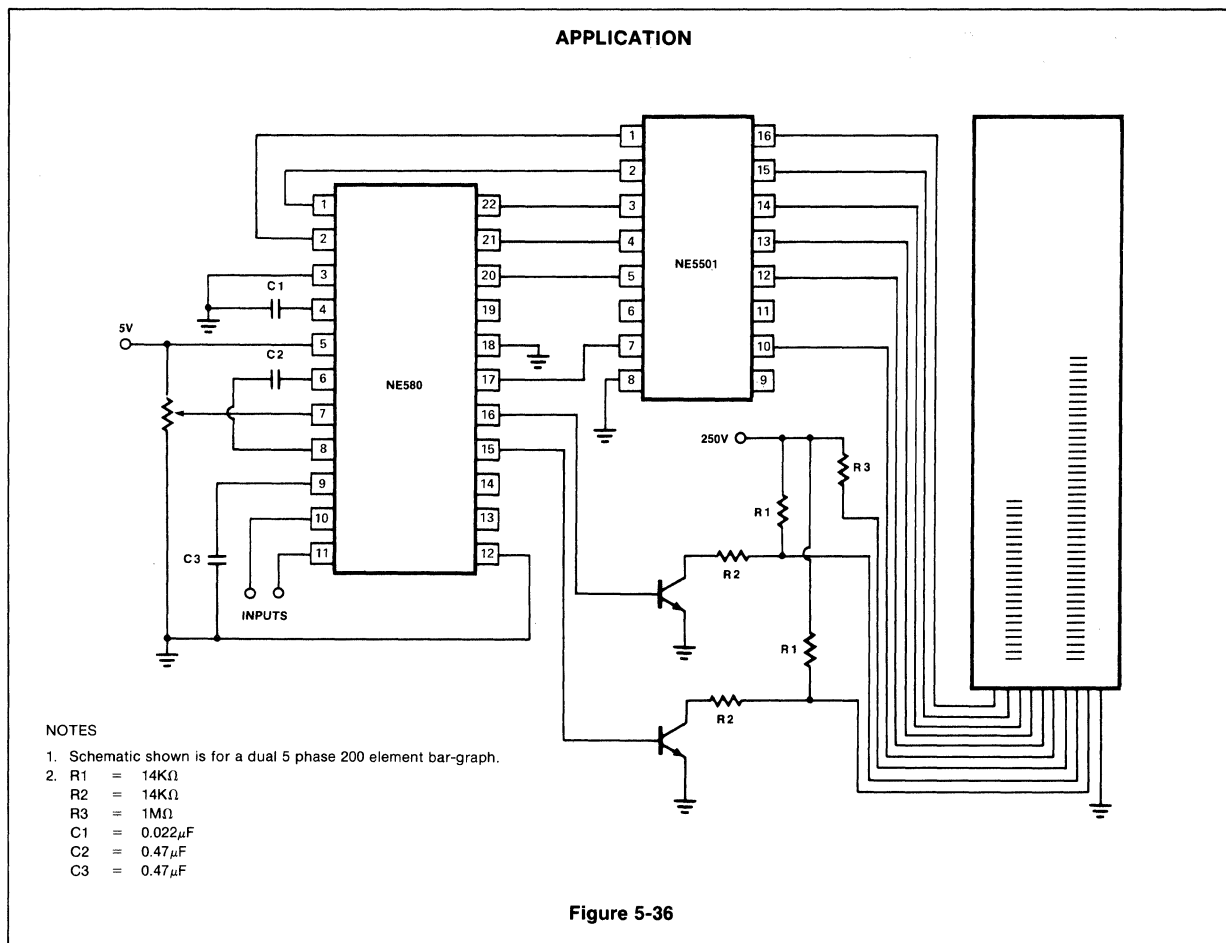 APPLICATION
1
2
3
4
5
6
7
8
NE5501
16
15
14
13
12
11
10
9
1
2
3
4
5
6
7
8
9
10
11
NE580
22
21
20
19
18
17
16
15
14
13
12
C1
5V
C2
C3
INPUTS
250V
R3
R1
R2
R1
R2
NOTES
1. Schematic shown is for a dual 5 phase 200 element bar-graph.
2. R1 = 14KΩ
R2 = 14KΩ
R3 = 1MΩ
C1 = 0.022μF
C2 = 0.47μF
C3 = 0.47μF
Figure 5-36